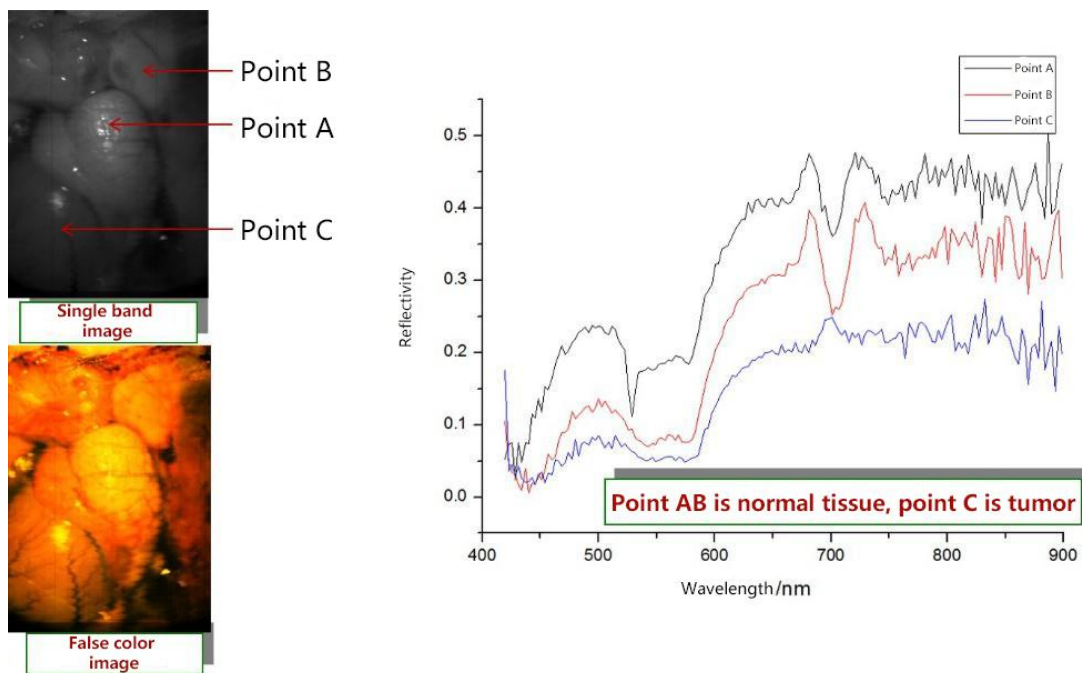 Point B
Point A
Point C
Single band
image
False color
image
Point A
Point B
Point C
Reflectivity
0.5
0.4
0.3
0.2
0.1
0.0
Point AB is normal tissue, point C is tumor
400 500 600 700 800 900
Wavelength/nm